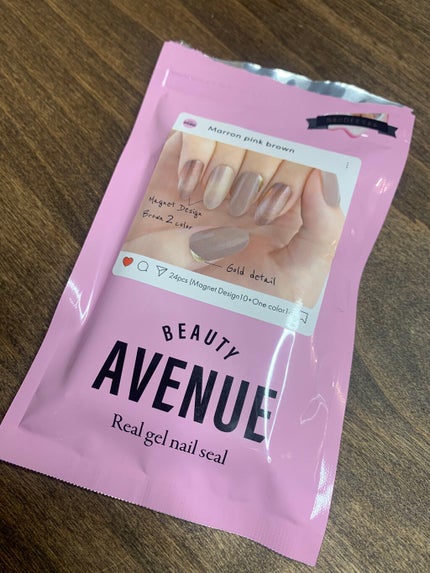 Marron pink brown
Magnet Design
Brown 2 color
Gold detail
24pcs (Magnet Design10+One color1
BEAUTY
AVENUE
Real gel nail seal